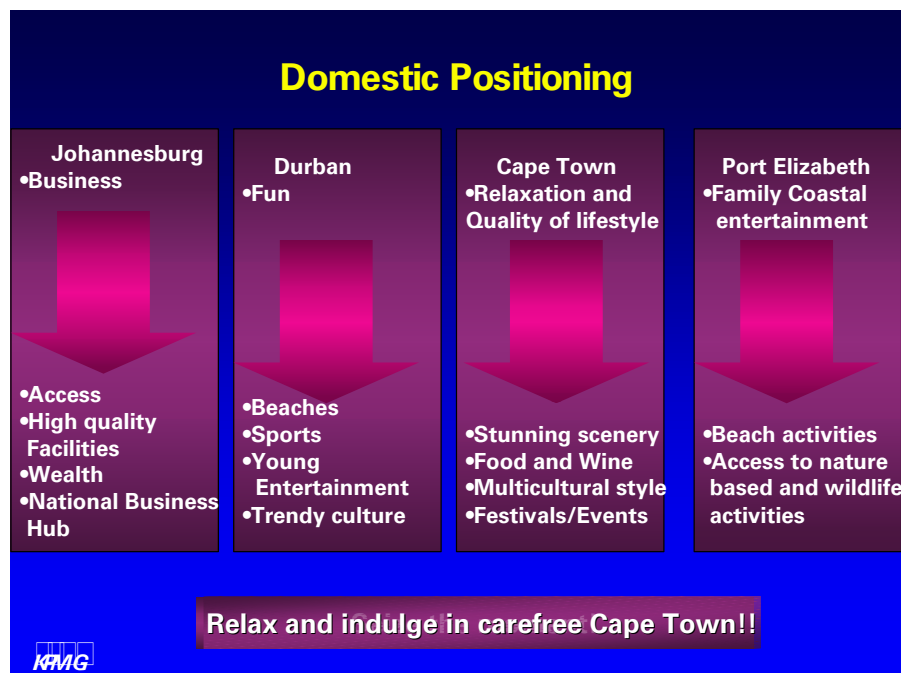 Domestic Positioning
Johannesburg
•Business
•Access
•High quality
Facilities
•Wealth
•National Business
Hub
Durban
•Fun
•Beaches
•Sports
•Young
Entertainment
•Trendy culture
Cape Town
•Relaxation and
Quality of lifestyle
•Stunning scenery
•Food and Wine
•Multicultural style
•Festivals/Events
Port Elizabeth
•Family Coastal
entertainment
•Beach activities
•Access to nature
based and wildlife
activities
Relax and indulge in carefree Cape Town!!
KPMG